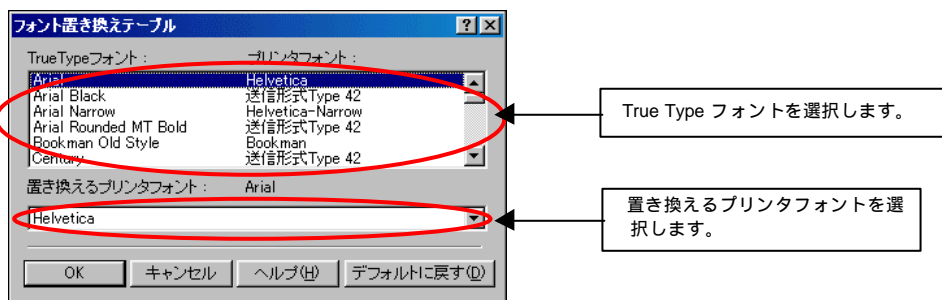 フォント置き換えテーブル
TrueTypeフォント： プリンタフォント：
Arial Helvetica
Arial Black 送信形式Type 42
Arial Narrow Helvetica-Narrow
Arial Rounded MT Bold 送信形式Type 42
Bookman Old Style Bookman
Century 送信形式Type 42
置き換えるプリンタフォント： Arial
Helvetica
OK キャンセル ヘルプ(H) デフォルトに戻す(D)
True Type フォントを選択します。
置き換えるプリンタフォントを選
択します。